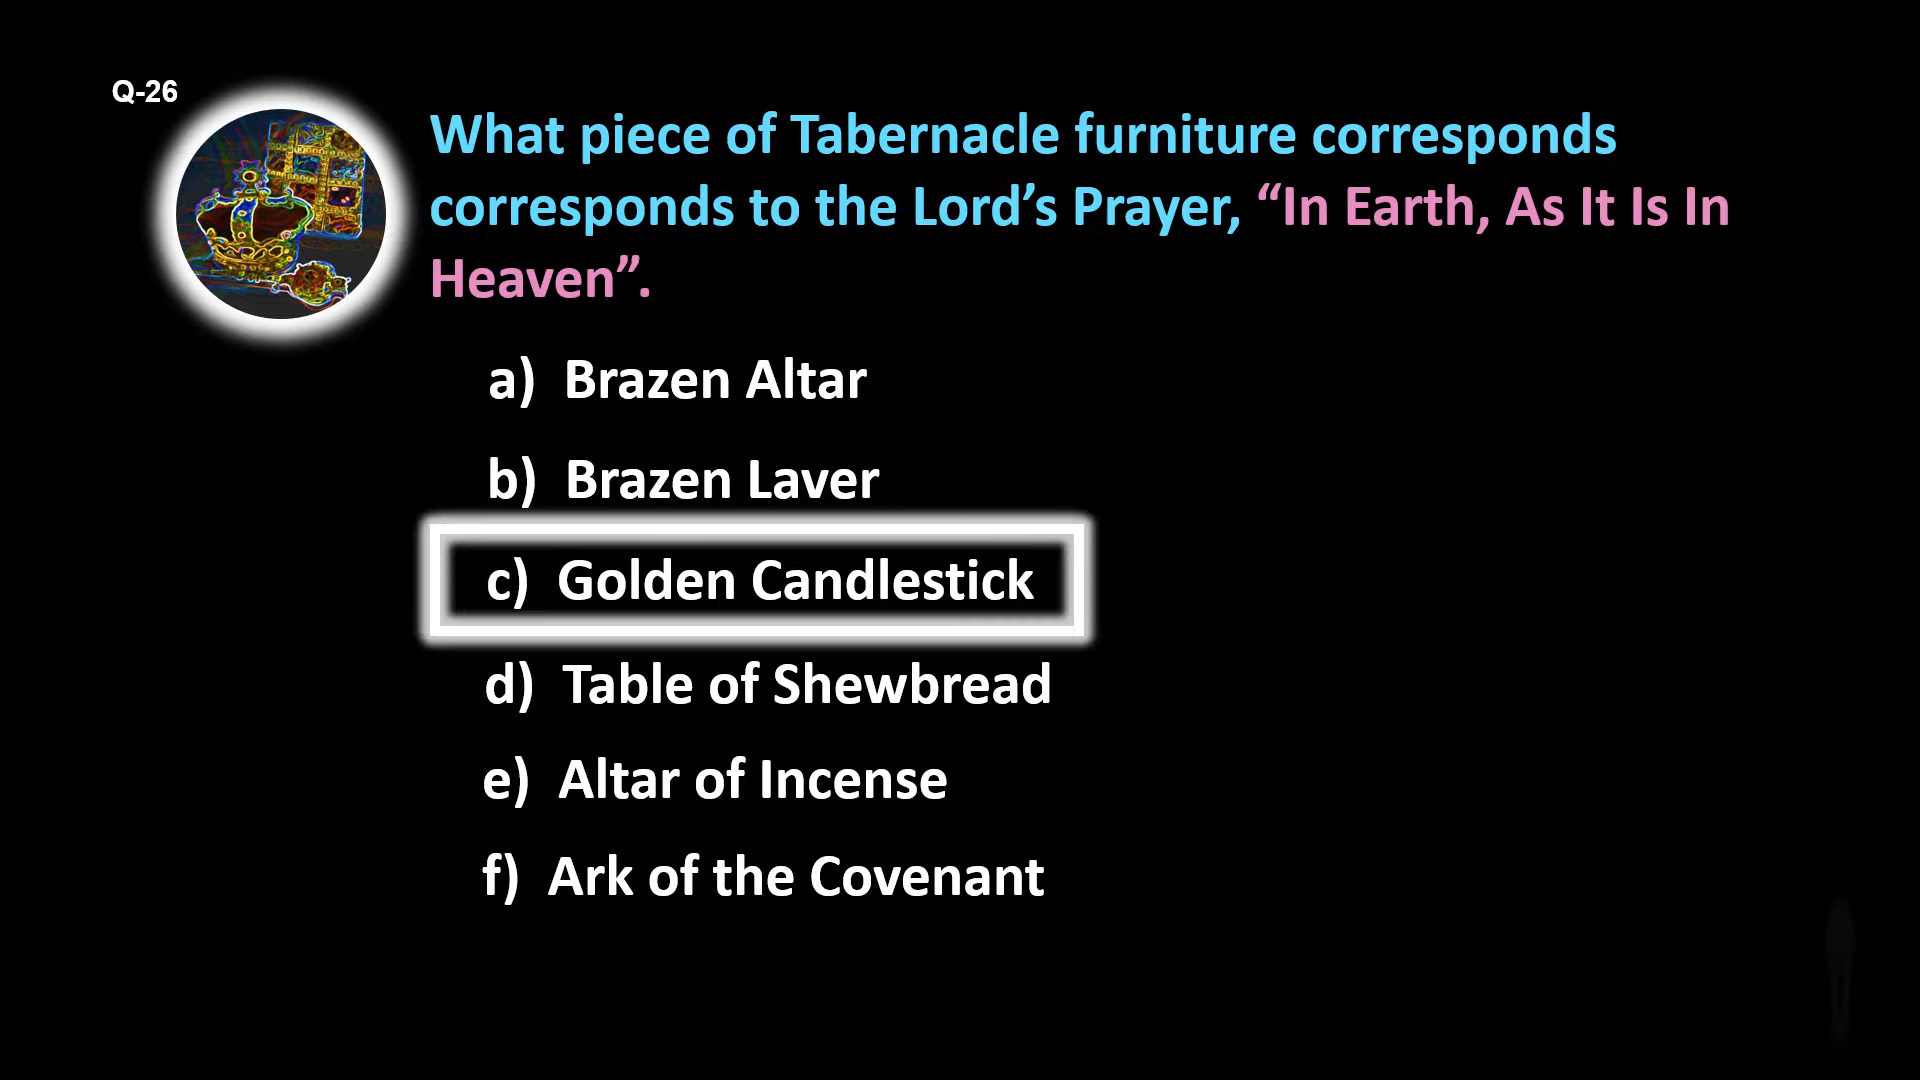 Q-26
What piece of Tabernacle furniture corresponds
corresponds to the Lord’s Prayer, “In Earth, As It Is In
Heaven”.
a) Brazen Altar
b) Brazen Laver
c) Golden Candlestick
d) Table of Shewbread
e) Altar of Incense
f) Ark of the Covenant